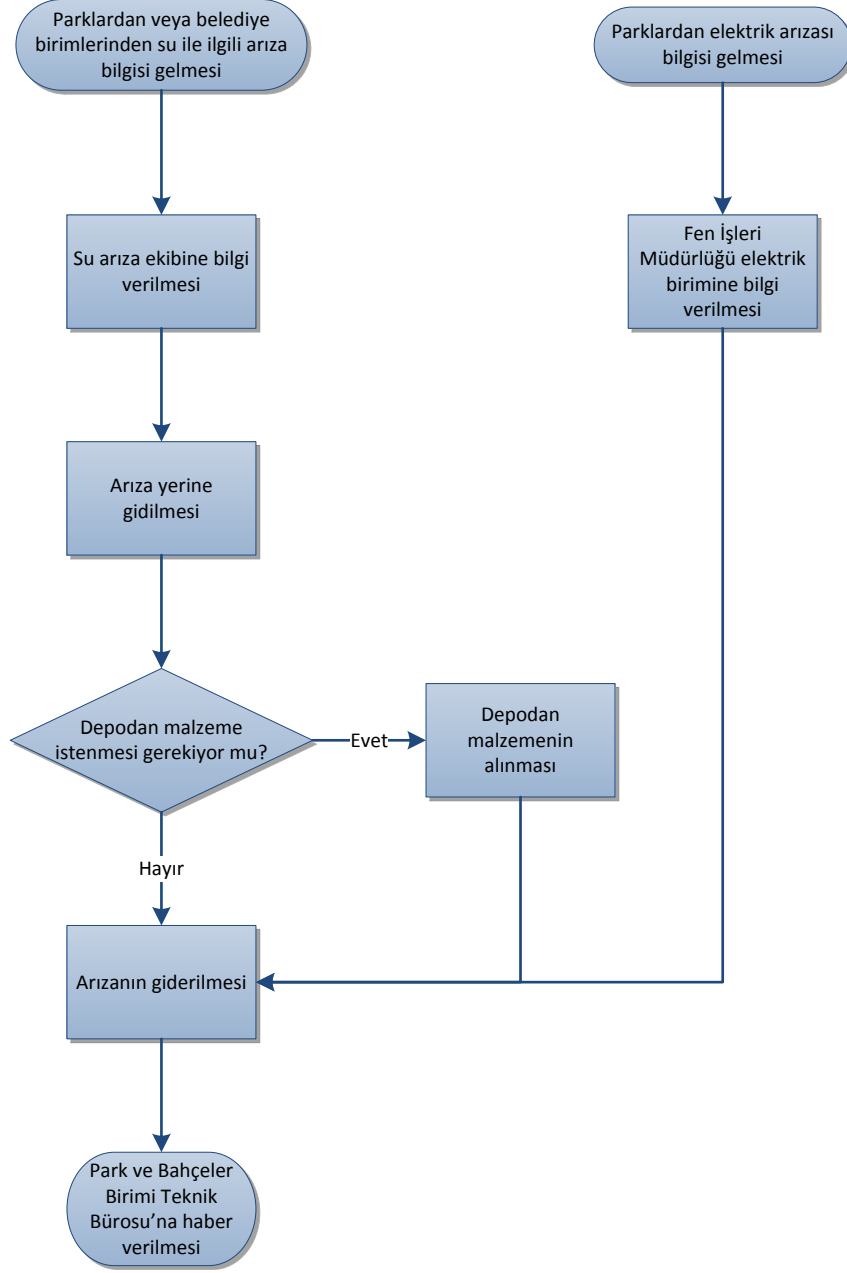 Parklardan veya belediye
birimlerinden su ile ilgili arıza
bilgisi gelmesi
Parklardan elektrik arızası
bilgisi gelmesi
Su arıza ekibine bilgi
verilmesi
Fen İşleri
Müdürlüğü elektrik
birimine bilgi
verilmesi
Arıza yerine
gidilmesi
Depodan malzeme
istenmesi gerekiyor mu?
Evet
Depodan
malzemenin
alınması
Hayır
Arızanın giderilmesi
Park ve Bahçeler
Birimi Teknik
Bürosu’na haber
verilmesi